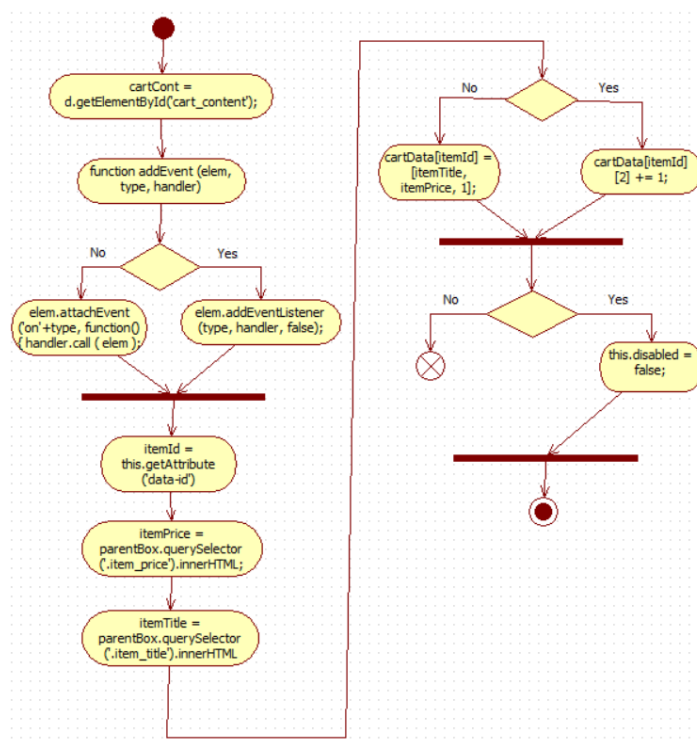 cartCont =
d.getElementById('cart_content');
function addEvent (elem,
type, handler)
No
Yes
elem.attachEvent
('on'+type, function()
{ handler.call ( elem );
elem.addEventListener
(type, handler, false);
itemId =
this.getAttribute
('data-id')
itemPrice =
parentBox.querySelector
('.item_price').innerHTML;
itemTitle =
parentBox.querySelector
('.item_title').innerHTML
No
Yes
cartData[itemId] =
[itemTitle,
itemPrice, 1];
cartData[itemId]
[2] += 1;
No
Yes
this.disabled =
false;